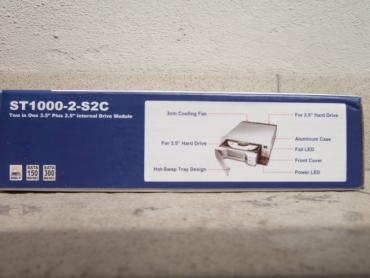 ST1000-2-S2C
Two in One 3.5" Plus 2.5" Internal Drive Module
3cm Cooling Fan
For 2.5" Hard Drive
For 3.5" Hard Drive
Aluminum Case
Fail LED
Front Cover
Hot-Swap Tray Design
Power LED
SATA
150
SATA
300